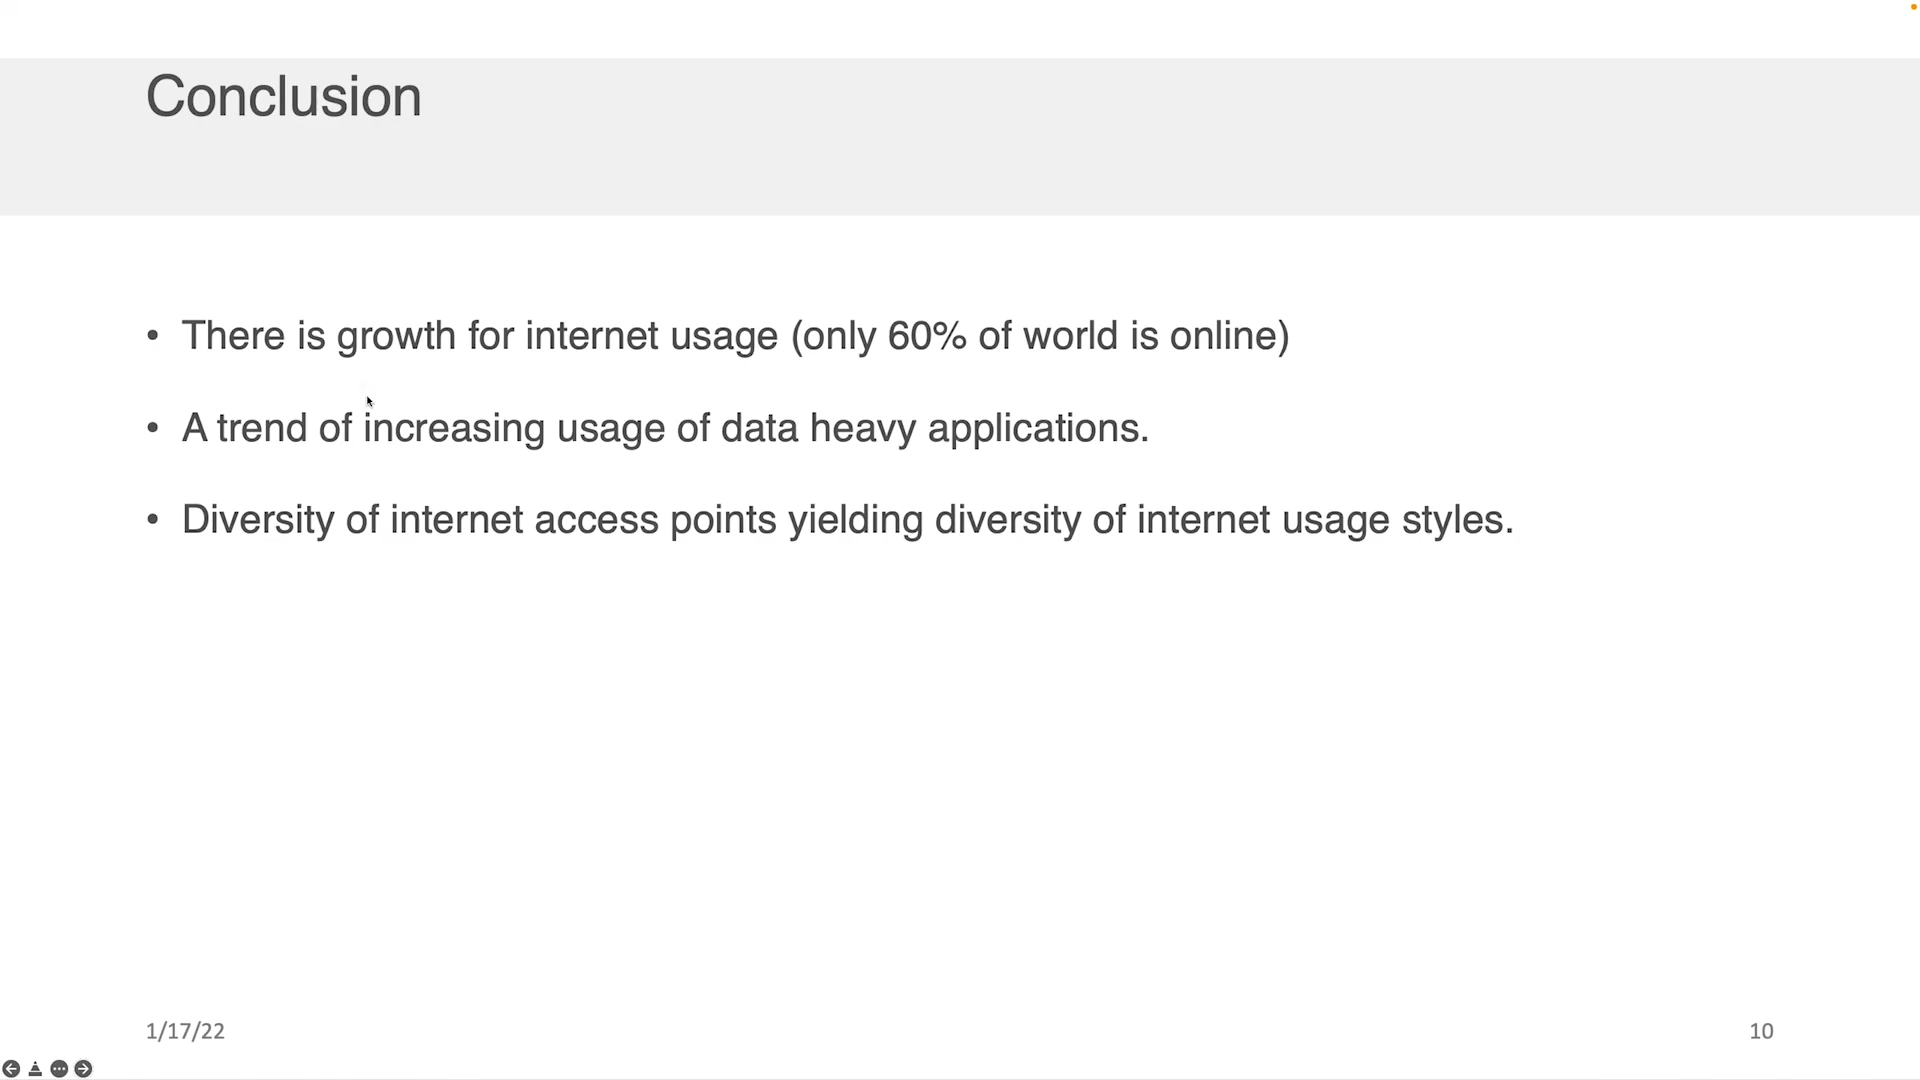 Conclusion
• There is growth for internet usage (only 60% of world is online)
• A trend of increasing usage of data heavy applications.
• Diversity of internet access points yielding diversity of internet usage styles.
1/17/22
10